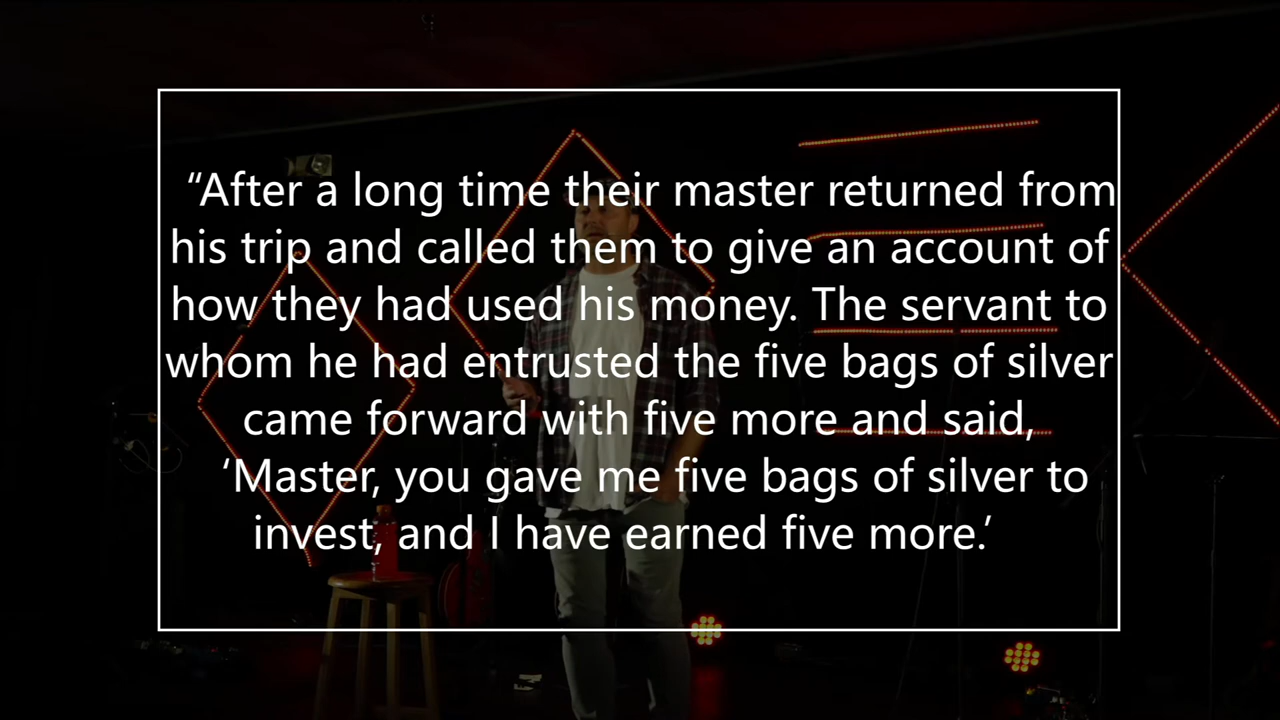 “After a long time their master returned from
his trip and called them to give an account of
how they had used his money. The servant to
whom he had entrusted the five bags of silver
came forward with five more and said,
‘Master, you gave me five bags of silver to
invest, and I have earned five more.’